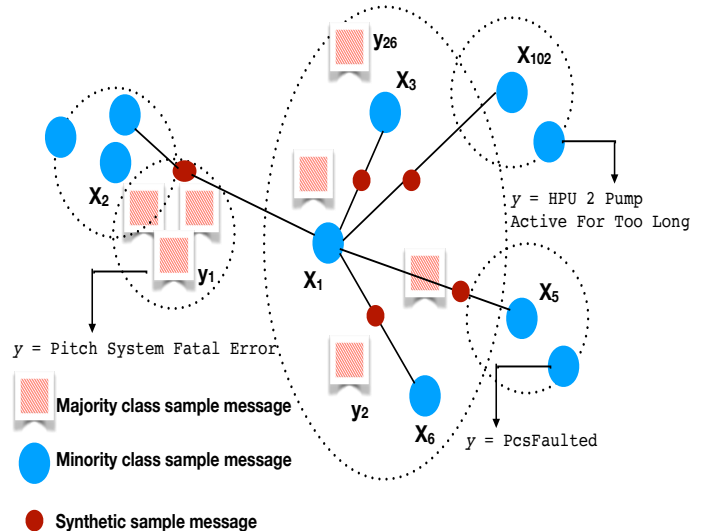 y26
X3
X102
X2
y = HPU 2 Pump
Active For Too Long
X1
y1
X5
y = Pitch System Fatal Error
y2
X6
y = PcsFaulted
Majority class sample message
Minority class sample message
Synthetic sample message